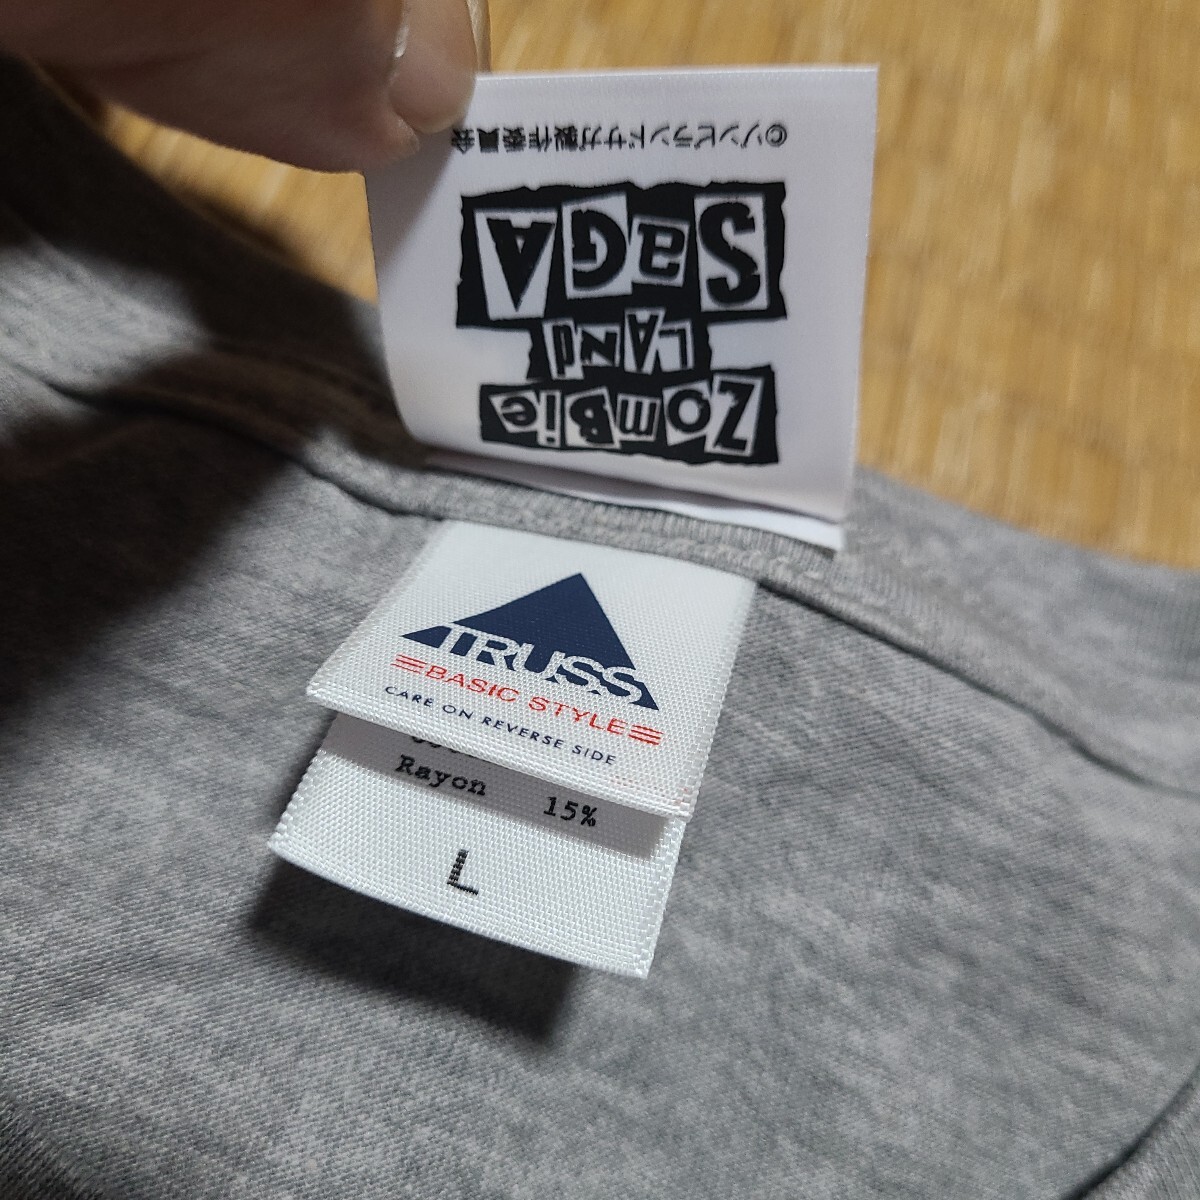 ©ゾンビランドサガ製作委員会
ZOMBiE
LAND
SaGA
TRUSS
BASIC STYLE
CARE ON REVERSE SIDE
Rayon 15%
L